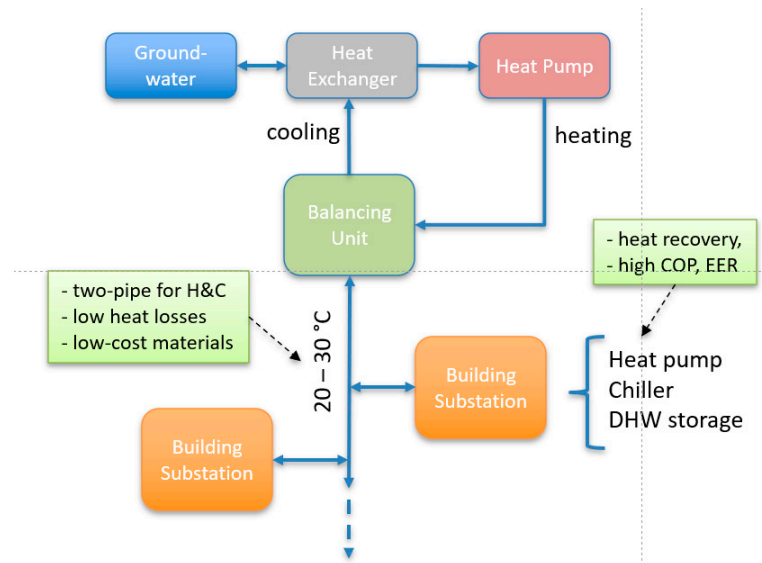 Ground-
water
Heat
Exchanger
Heat Pump
cooling
heating
Balancing
Unit
- heat recovery,
- high COP, EER
- two-pipe for H&C
- low heat losses
- low-cost materials
20 – 30 °C
Building
Substation
Heat pump
Chiller
DHW storage
Building
Substation